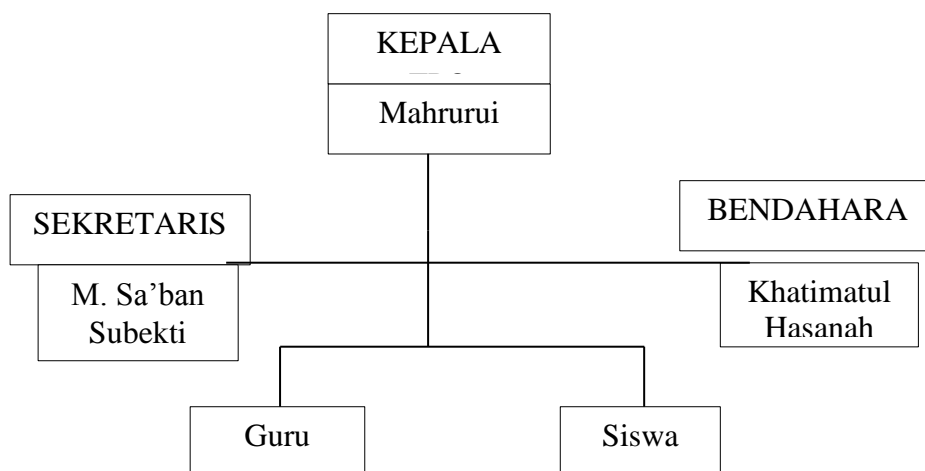 KEPALA
Mahrurui
SEKRETARIS
BENDAHARA
M. Sa’ban
Subekti
Khatimatul
Hasanah
Guru
Siswa